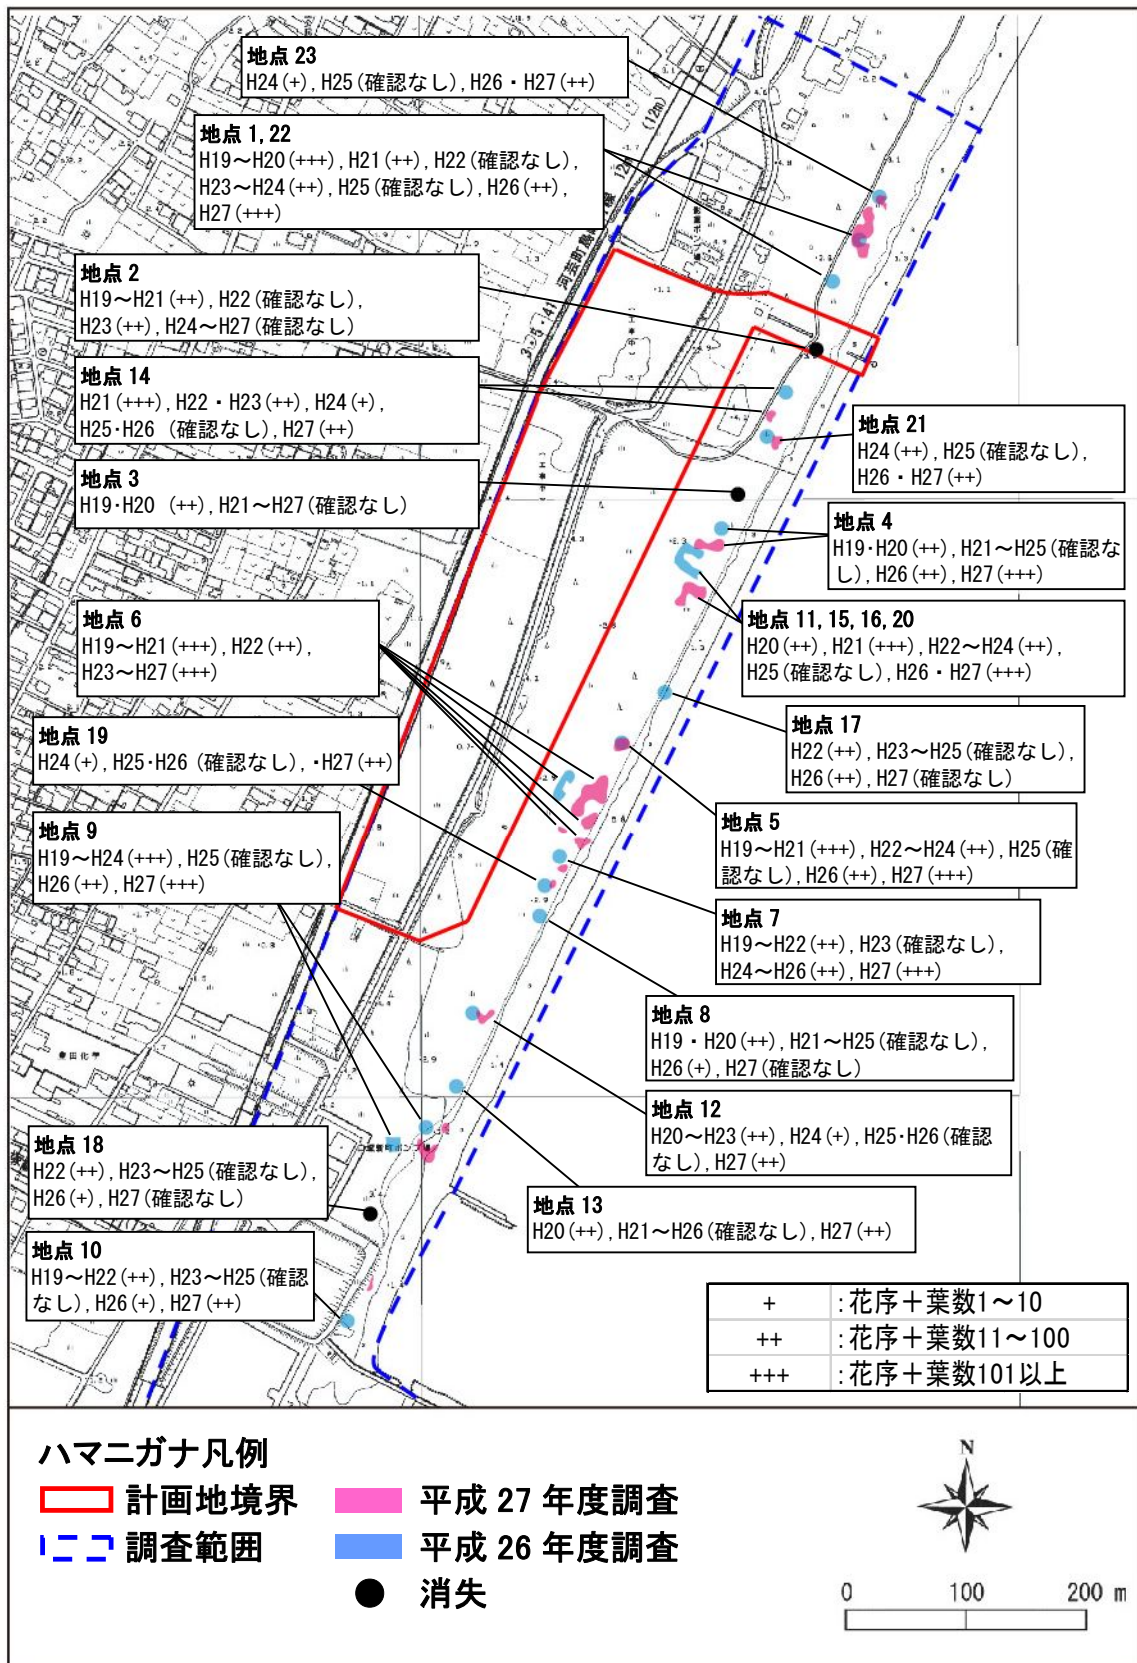 地点 23
H24(+), H25(確認なし), H26・H27(++)
地点 1, 22
H19～H20(+++), H21(++), H22(確認なし),
H23～H24(++), H25(確認なし), H26(++),
H27(+++)
地点 2
H19～H21(++), H22(確認なし),
H23(++), H24～H27(確認なし)
地点 14
H21(+++), H22・H23(++), H24(+),
H25・H26 (確認なし), H27(++)
地点 3
H19・H20 (++), H21～H27(確認なし)
地点 21
H24(++), H25(確認なし),
H26・H27(++)
地点 4
H19・H20(++), H21～H25(確認な
し), H26(++), H27(+++)
地点 6
H19～H21(+++), H22(++),
H23～H27(+++)
地点 11, 15, 16, 20
H20(++), H21(+++), H22～H24(++),
H25(確認なし), H26・H27(+++)
地点 19
H24(+), H25・H26 (確認なし), ・H27(++)
地点 17
H22(++), H23～H25(確認なし),
H26(++), H27(確認なし)
地点 9
H19～H24(+++), H25(確認なし),
H26(++), H27(+++)
地点 5
H19～H21(+++), H22～H24(++), H25(確
認なし), H26(++), H27(+++)
地点 7
H19～H22(++), H23(確認なし),
H24～H26(++), H27(+++)
地点 8
H19・H20(++), H21～H25(確認なし),
H26(+), H27(確認なし)
地点 12
H20～H23(++), H24(+), H25・H26(確認
なし), H27(++)
地点 18
H22(++), H23～H25(確認なし),
H26(+), H27(確認なし)
地点 13
H20(++), H21～H26(確認なし), H27(++)
地点 10
H19～H22(++), H23～H25(確認
なし), H26(+), H27(++)
+ :花序＋葉数1～10
++ :花序＋葉数11～100
+++ :花序＋葉数101以上
ハマニガナ凡例
計画地境界
平成 27 年度調査
調査範囲
平成 26 年度調査
消失
N
0 100 200 m